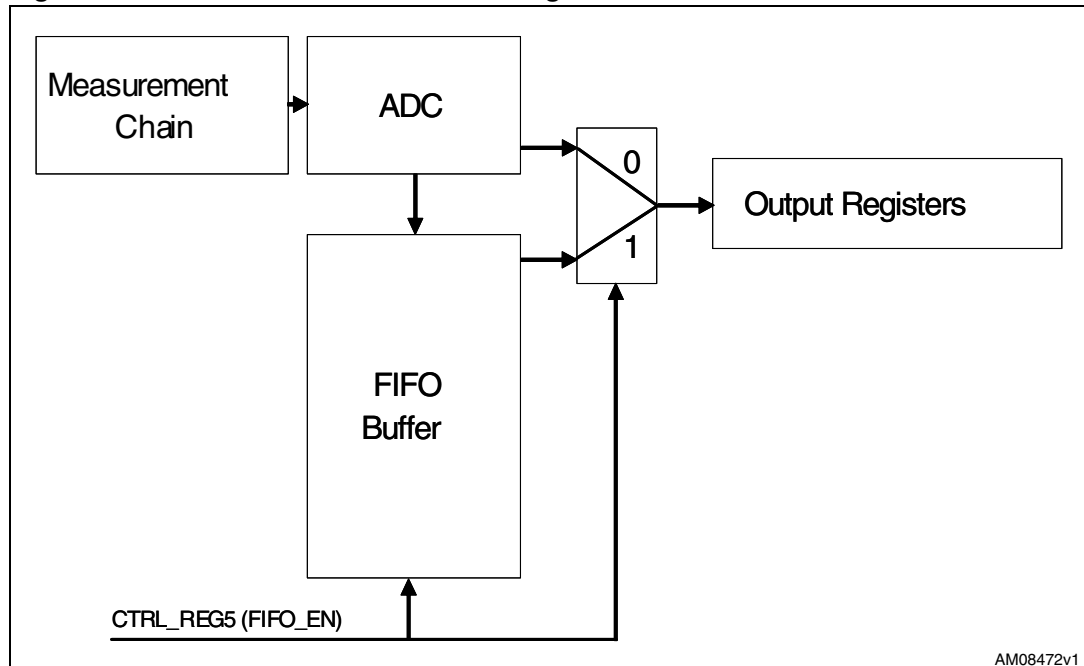 Measurement
Chain
ADC
0
1
Output Registers
FIFO
Buffer
CTRL_REG5 (FIFO_EN)
AM08472v1